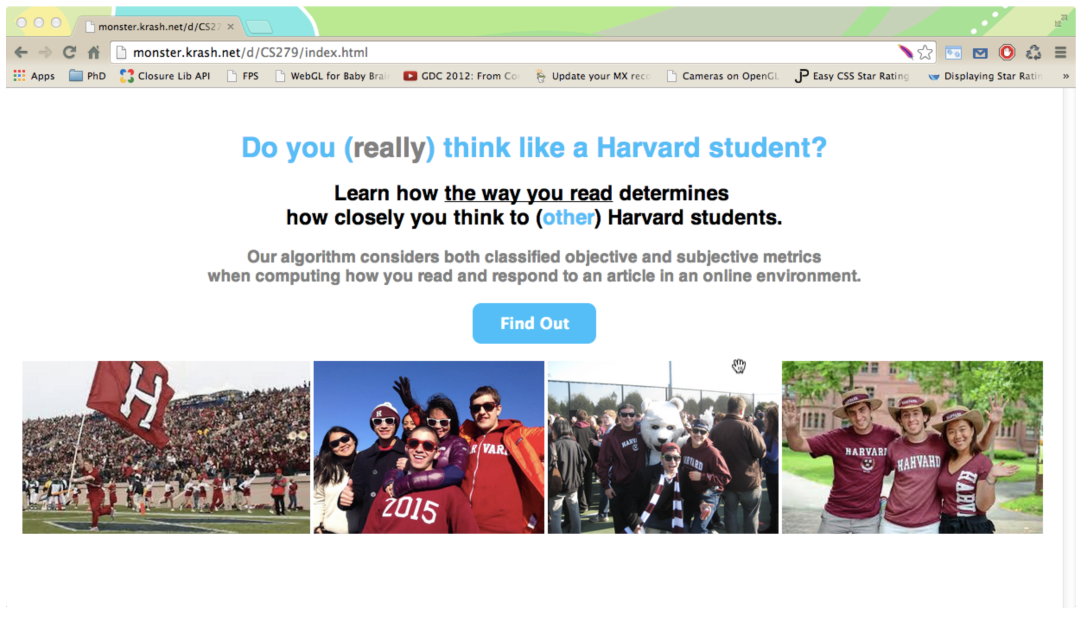 monster.krash.net/d/CS27
monster.krash.net/d/CS279/index.html
Apps PhD Closure Lib API FPS WebGL for Baby Brai GDC 2012: From Co Update your MX reco Cameras on OpenGL Easy CSS Star Rating Displaying Star Ratin »
Do you (really) think like a Harvard student?
Learn how the way you read determines
how closely you think to (other) Harvard students.
Our algorithm considers both classified objective and subjective metrics
when computing how you read and respond to an article in an online environment.
Find Out
H
H
2015
HARVARD
HAHVAHD